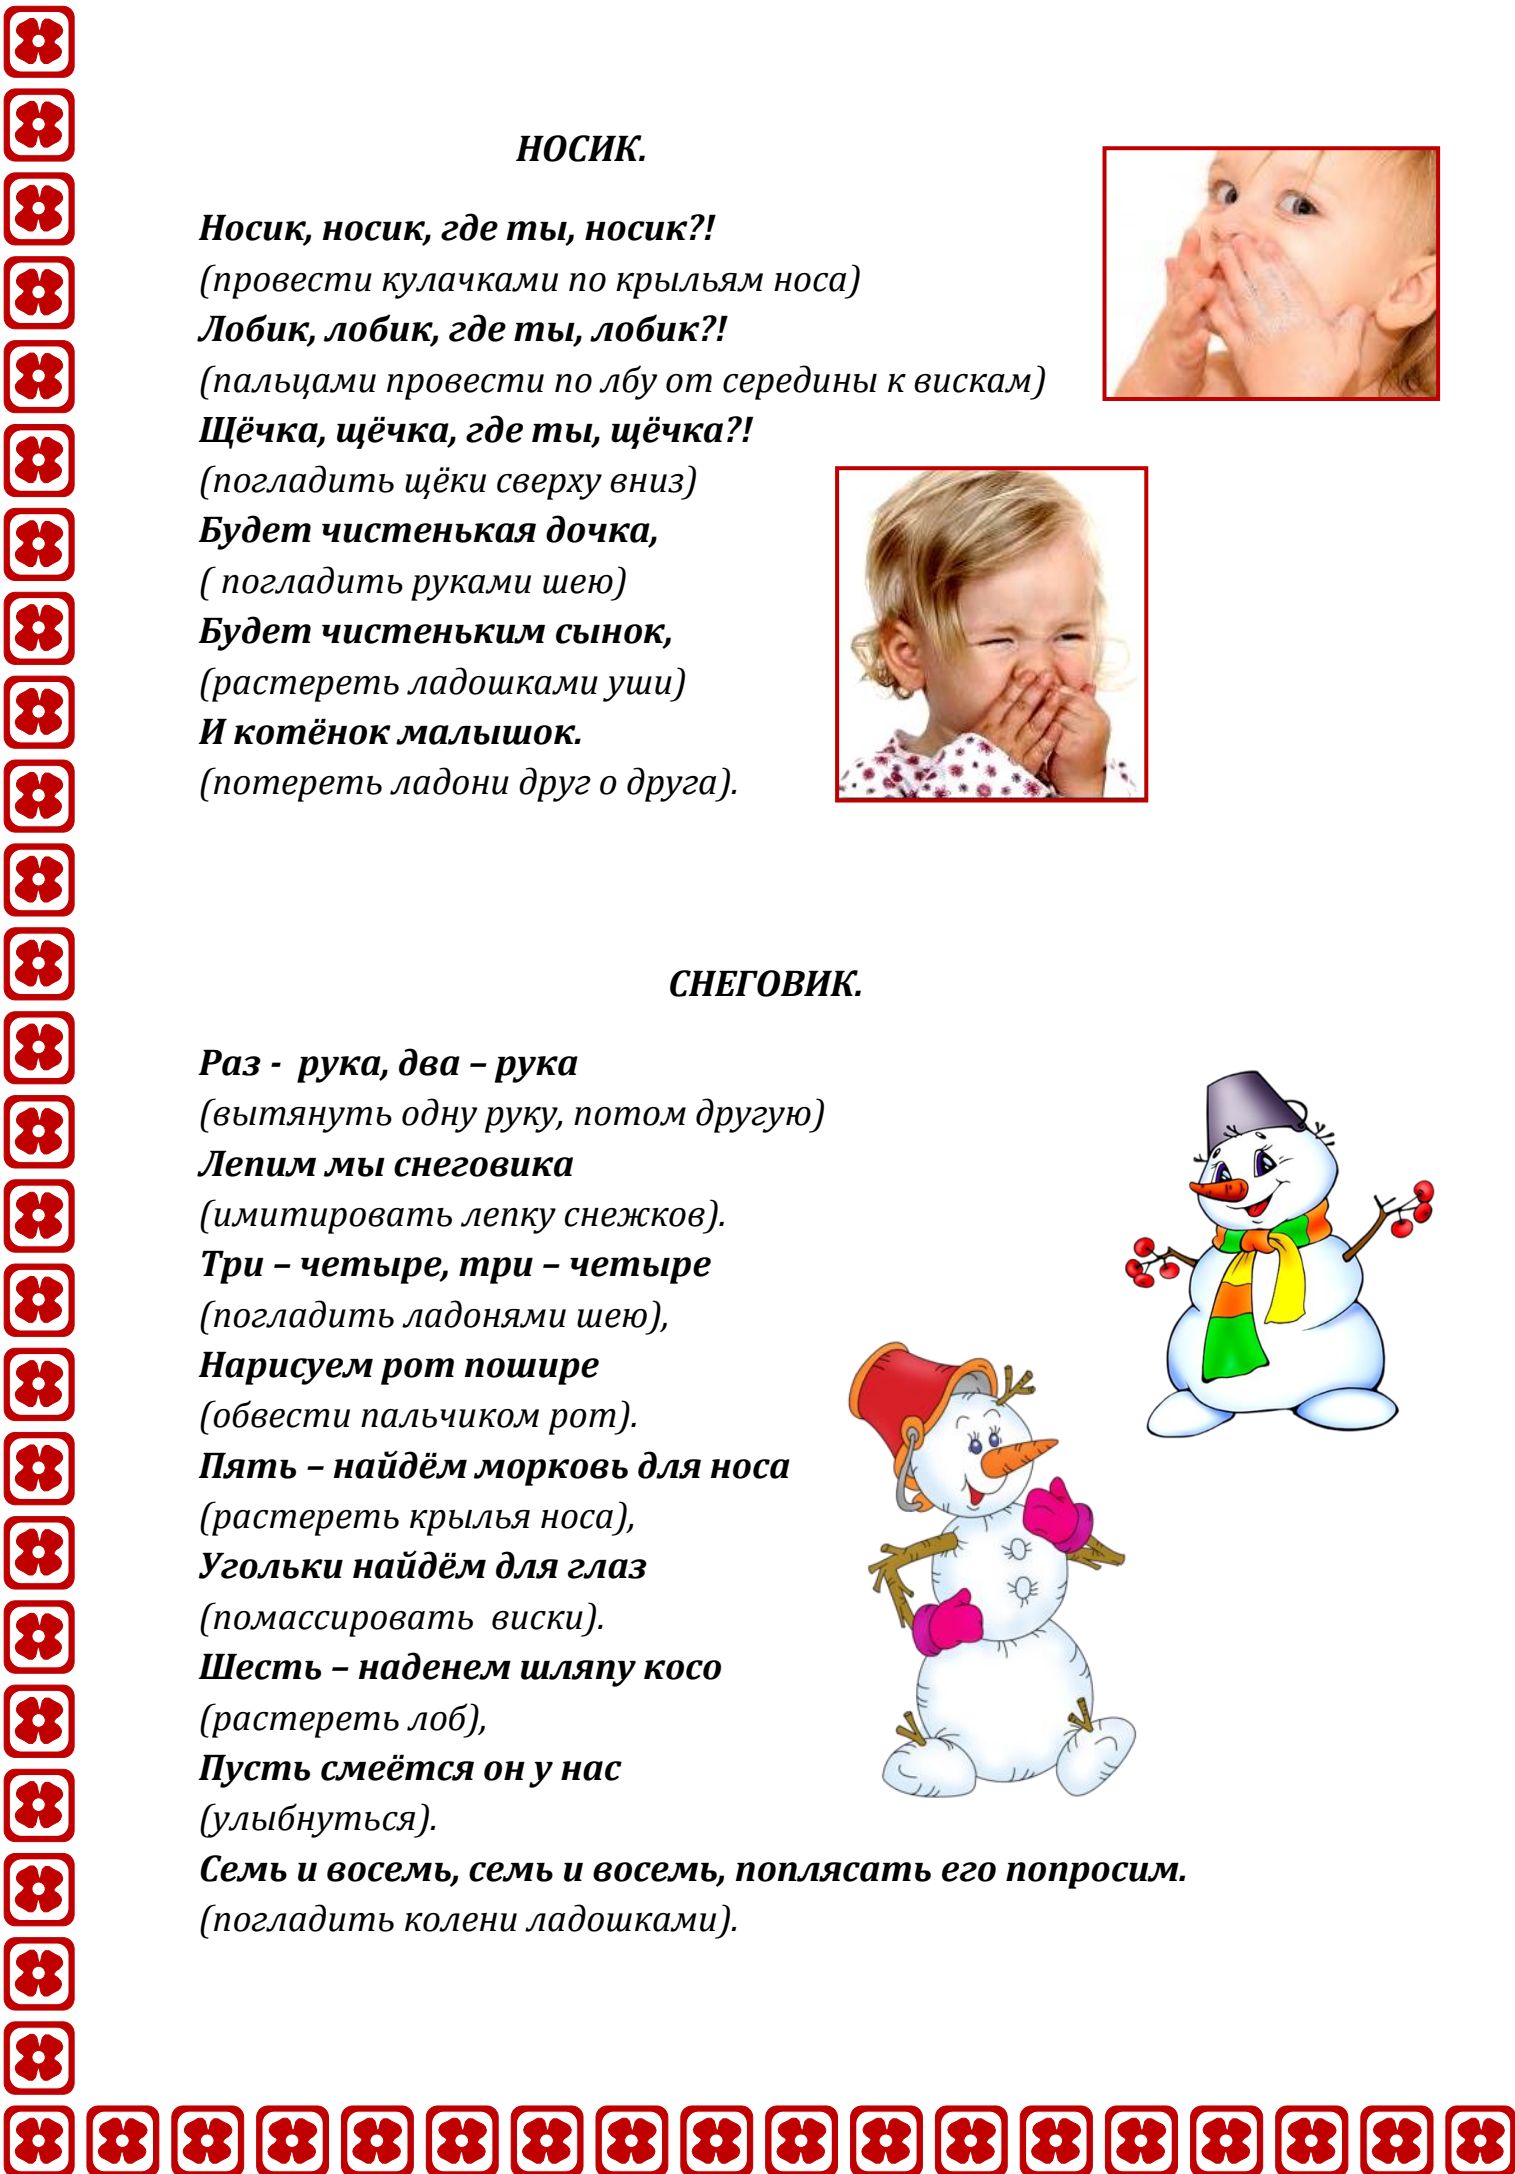 НОСИК.
Носик, носик, где ты, носик?!
(провести кулачками по крыльям носа)
Лобик, лобик, где ты, лобик?!
(пальцами провести по лбу от середины к вискам)
Щёчка, щёчка, где ты, щёчка?!
(погладить щёки сверху вниз)
Будет чистенькая дочка,
( погладить руками шею)
Будет чистеньким сынок,
(растереть ладошками уши)
И котёнок малышок.
(потереть ладони друг о друга).
СНЕГОВИК.
Раз -  рука, два – рука
(вытянуть одну руку, потом другую)
Лепим мы снеговика
(имитировать лепку снежков).
Три – четыре, три – четыре
(погладить ладонями шею),
Нарисуем рот пошире
(обвести пальчиком рот).
Пять – найдём морковь для носа
(растереть крылья носа),
Угольки найдём для глаз
(помассировать  виски).
Шесть – наденем шляпу косо
(растереть лоб),
Пусть смеётся он у нас
(улыбнуться).
Семь и восемь, семь и восемь, поплясать его попросим.
(погладить колени ладошками).